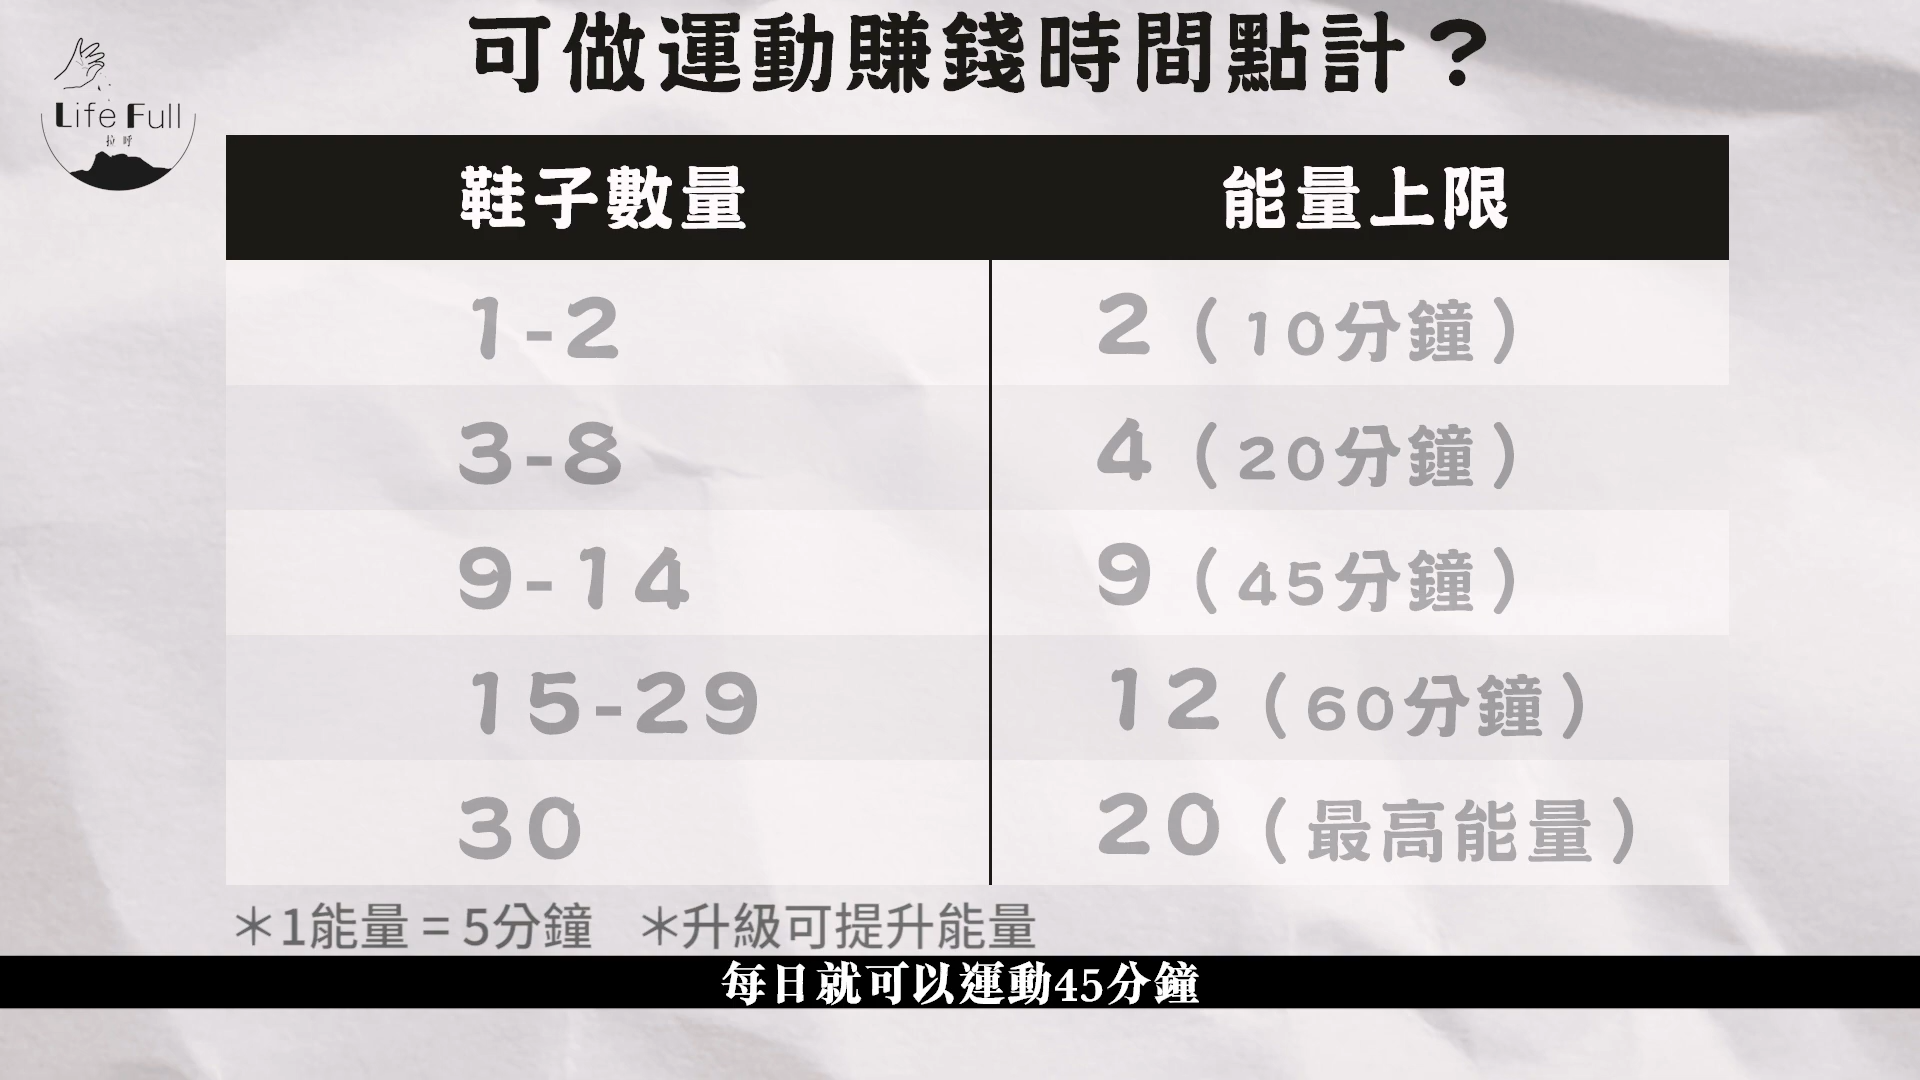 可做運動賺錢時間點計？
Life Full
拉呼
鞋子數量 能量上限
1-2 2（10分鐘）
3-8 4（20分鐘）
9-14 9（45分鐘）
15-29 12（60分鐘）
30 20（最高能量）
＊1能量 = 5分鐘 ＊升級可提升能量
每日就可以運動45分鐘